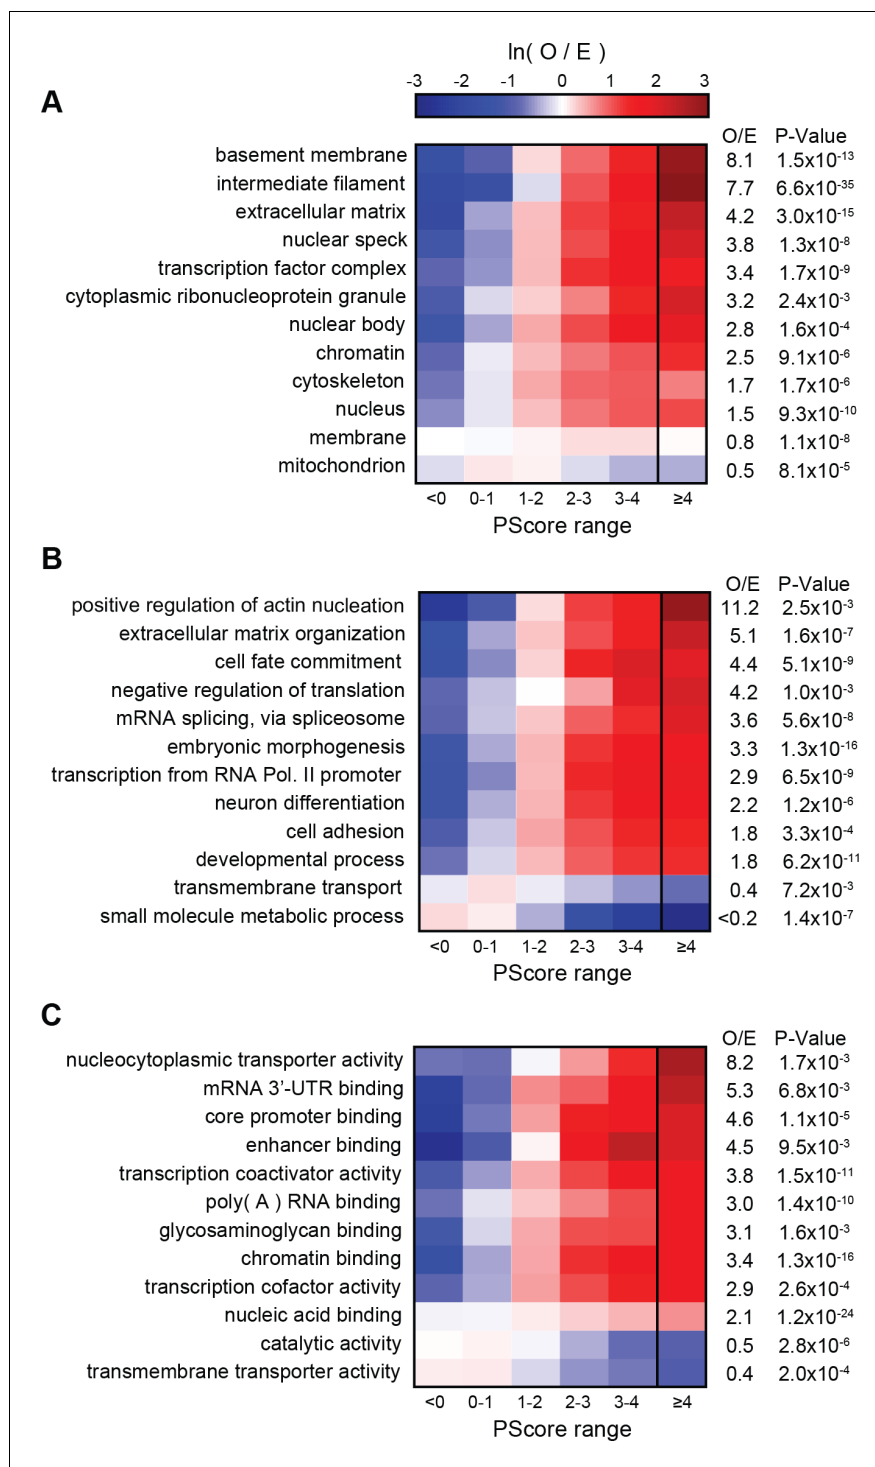 ln( O / E )
-3 -2 -1 0 1 2 3
A
O/E P-Value
basement membrane 8.1 1.5x10⁻¹³
intermediate filament 7.7 6.6x10⁻³⁵
extracellular matrix 4.2 3.0x10⁻¹⁵
nuclear speck 3.8 1.3x10⁻⁸
transcription factor complex 3.4 1.7x10⁻⁹
cytoplasmic ribonucleoprotein granule 3.2 2.4x10⁻³
nuclear body 2.8 1.6x10⁻⁴
chromatin 2.5 9.1x10⁻⁶
cytoskeleton 1.7 1.7x10⁻⁶
nucleus 1.5 9.3x10⁻¹⁰
membrane 0.8 1.1x10⁻⁸
mitochondrion 0.5 8.1x10⁻⁵
<0 0-1 1-2 2-3 3-4 ≥4
PScore range
B
O/E P-Value
positive regulation of actin nucleation 11.2 2.5x10⁻³
extracellular matrix organization 5.1 1.6x10⁻⁷
cell fate commitment 4.4 5.1x10⁻⁹
negative regulation of translation 4.2 1.0x10⁻³
mRNA splicing, via spliceosome 3.6 5.6x10⁻⁸
embryonic morphogenesis 3.3 1.3x10⁻¹⁶
transcription from RNA Pol. II promoter 2.9 6.5x10⁻⁹
neuron differentiation 2.2 1.2x10⁻⁶
cell adhesion 1.8 3.3x10⁻⁴
developmental process 1.8 6.2x10⁻¹¹
transmembrane transport 0.4 7.2x10⁻³
small molecule metabolic process <0.2 1.4x10⁻⁷
<0 0-1 1-2 2-3 3-4 ≥4
PScore range
C
O/E P-Value
nucleocytoplasmic transporter activity 8.2 1.7x10⁻³
mRNA 3'-UTR binding 5.3 6.8x10⁻³
core promoter binding 4.6 1.1x10⁻⁵
enhancer binding 4.5 9.5x10⁻³
transcription coactivator activity 3.8 1.5x10⁻¹¹
poly( A ) RNA binding 3.0 1.4x10⁻¹⁰
glycosaminoglycan binding 3.1 1.6x10⁻³
chromatin binding 3.4 1.3x10⁻¹⁶
transcription cofactor activity 2.9 2.6x10⁻⁴
nucleic acid binding 2.1 1.2x10⁻²⁴
catalytic activity 0.5 2.8x10⁻⁶
transmembrane transporter activity 0.4 2.0x10⁻⁴
<0 0-1 1-2 2-3 3-4 ≥4
PScore range